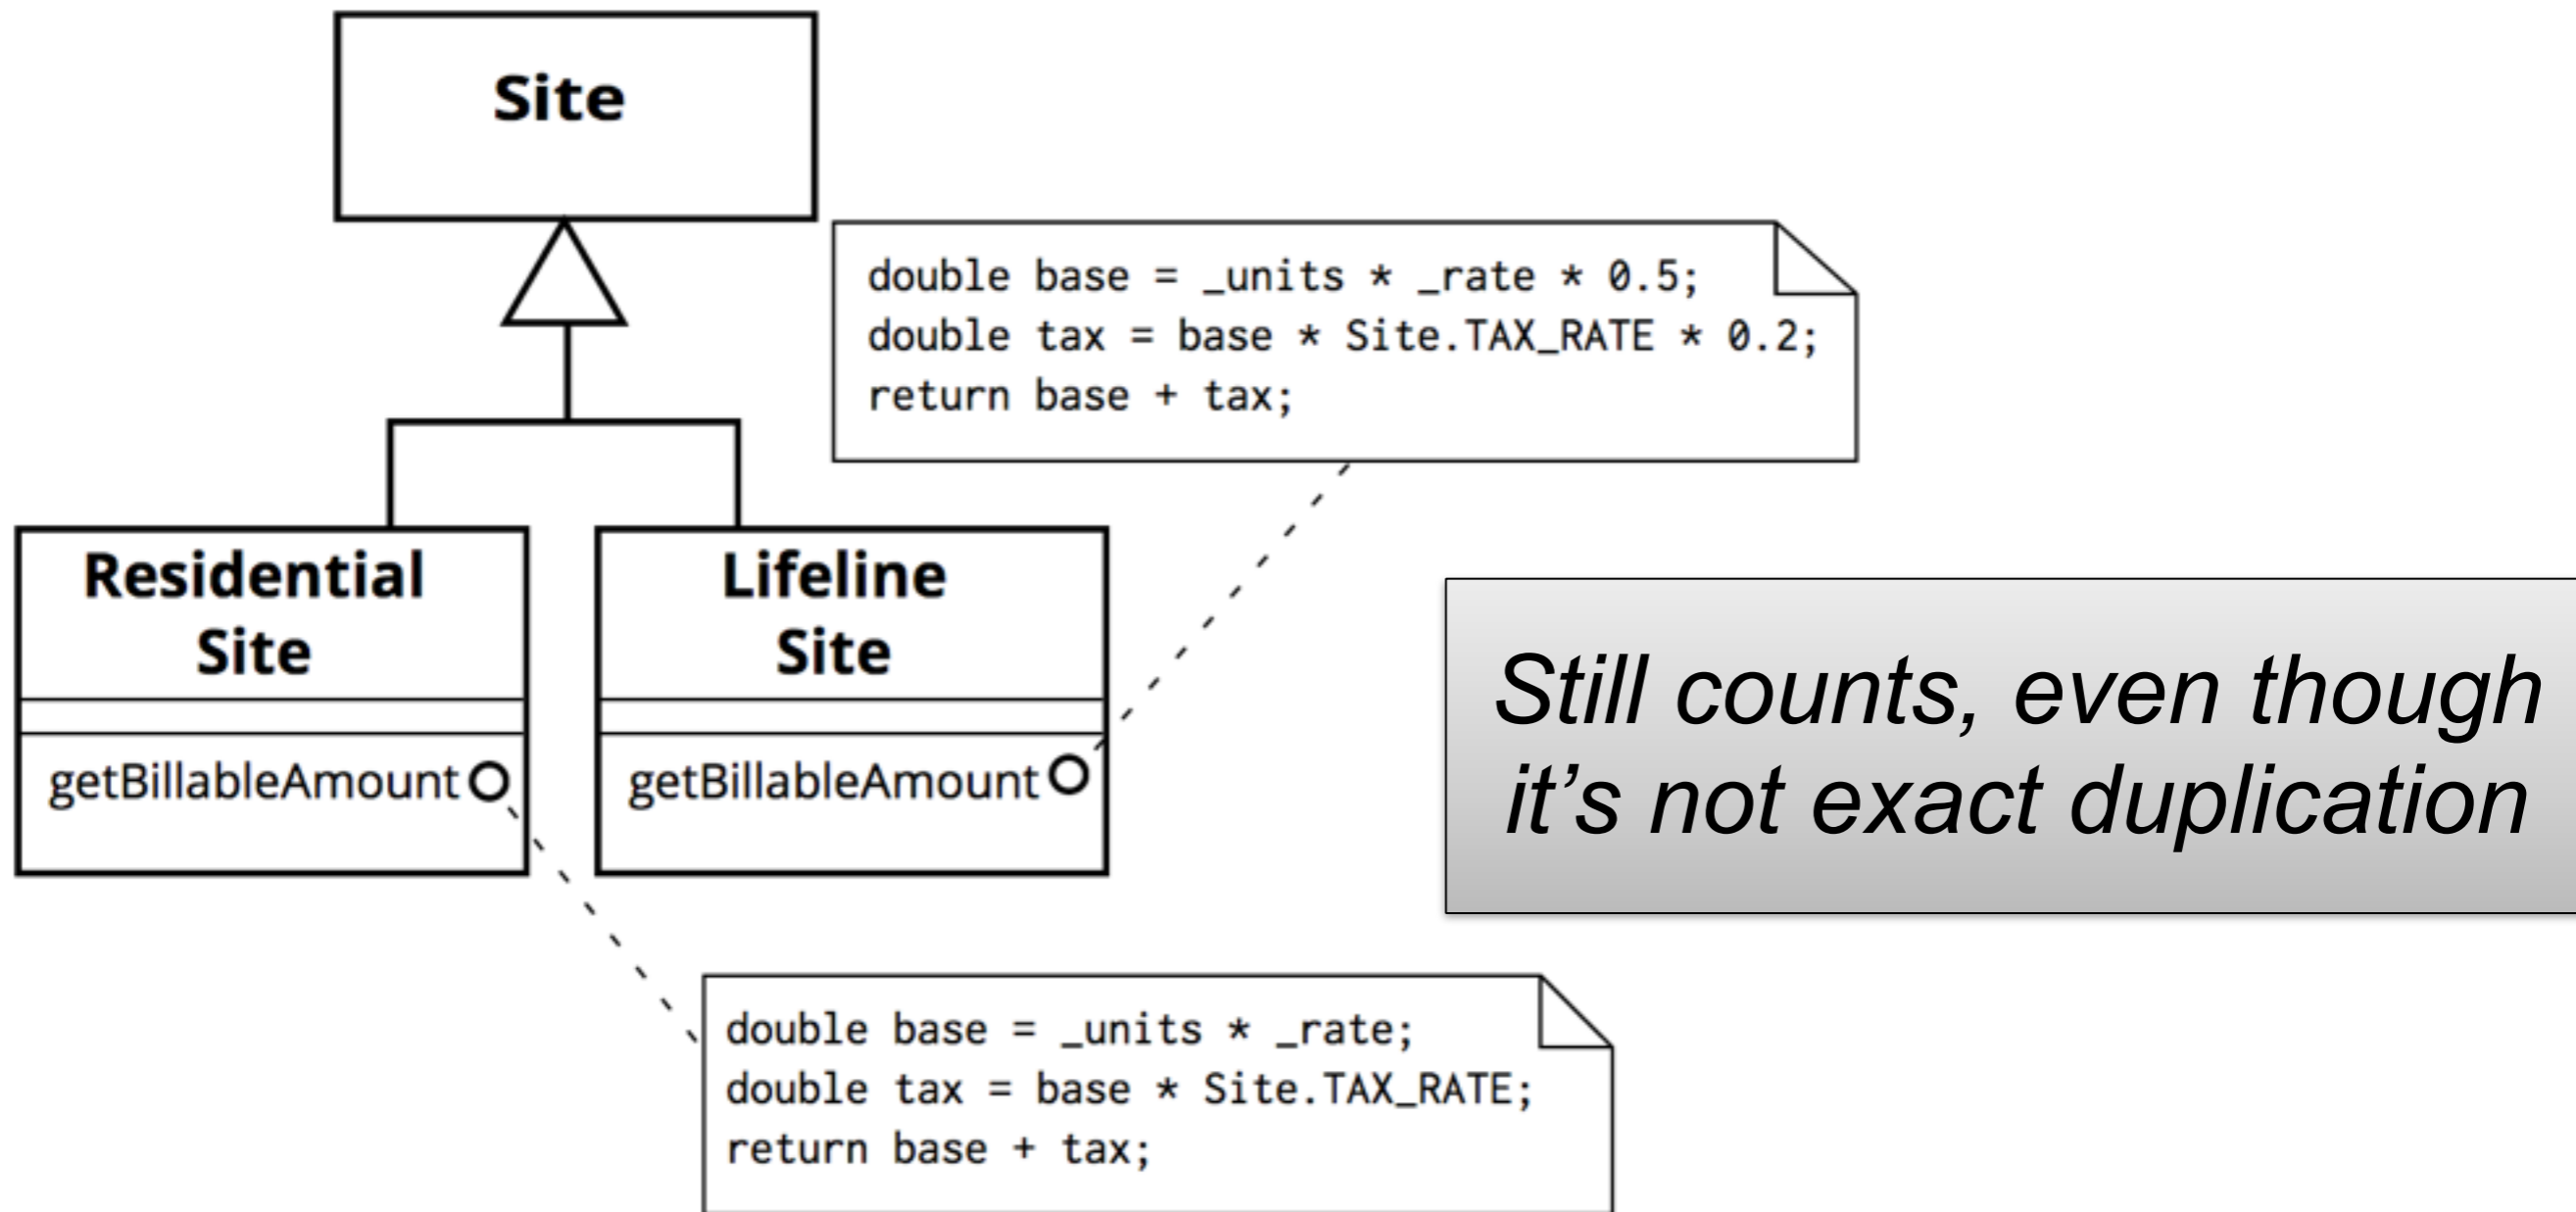 Site
double base = _units * _rate * 0.5;
double tax = base * Site.TAX_RATE * 0.2;
return base + tax;
Residential
Site
getBillableAmount
Lifeline
Site
getBillableAmount
Still counts, even though
it’s not exact duplication
double base = _units * _rate;
double tax = base * Site.TAX_RATE;
return base + tax;